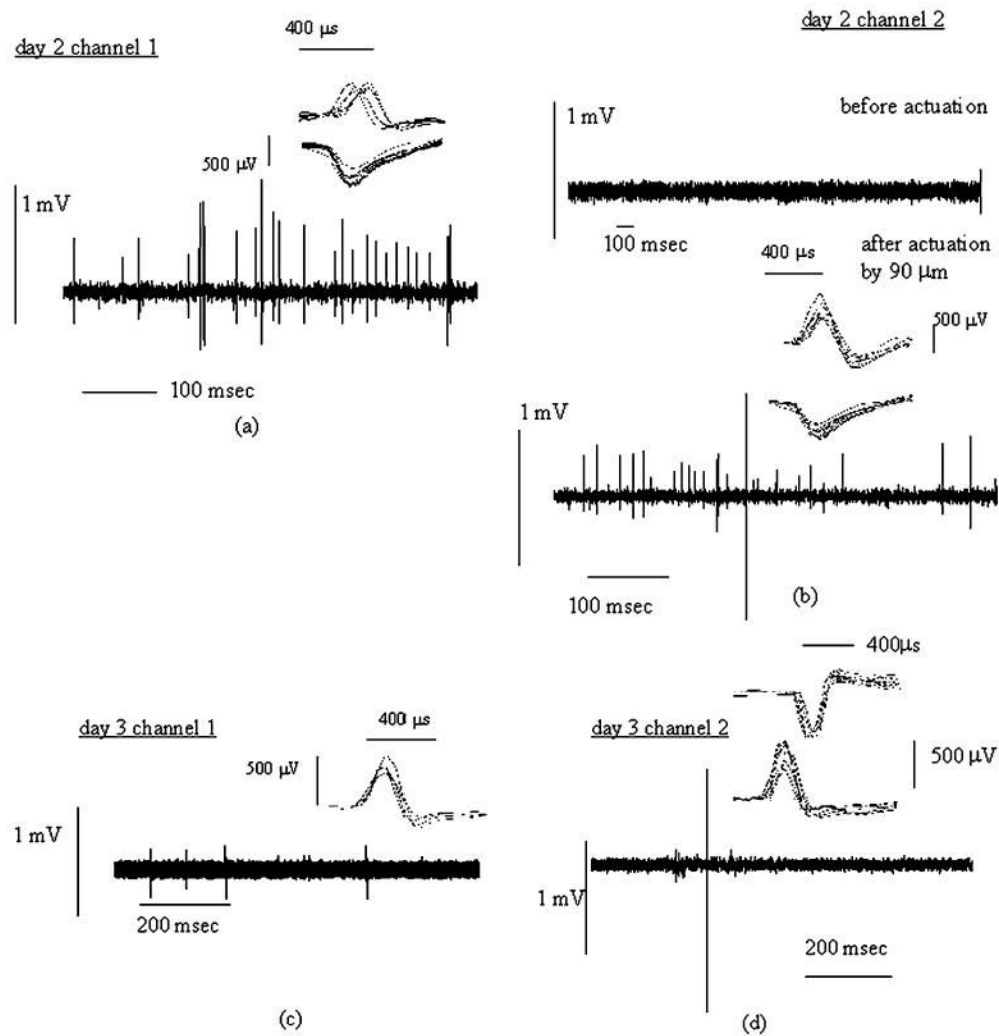 day 2 channel 1
400 µs
500 µV
1 mV
100 msec
(a)
day 2 channel 2
before actuation
1 mV
100 msec
after actuation
by 90 µm
400 µs
500 µV
1 mV
100 msec
(b)
day 3 channel 1
400 µs
500 µV
1 mV
200 msec
(c)
day 3 channel 2
400µs
500 µV
1 mV
200 msec
(d)